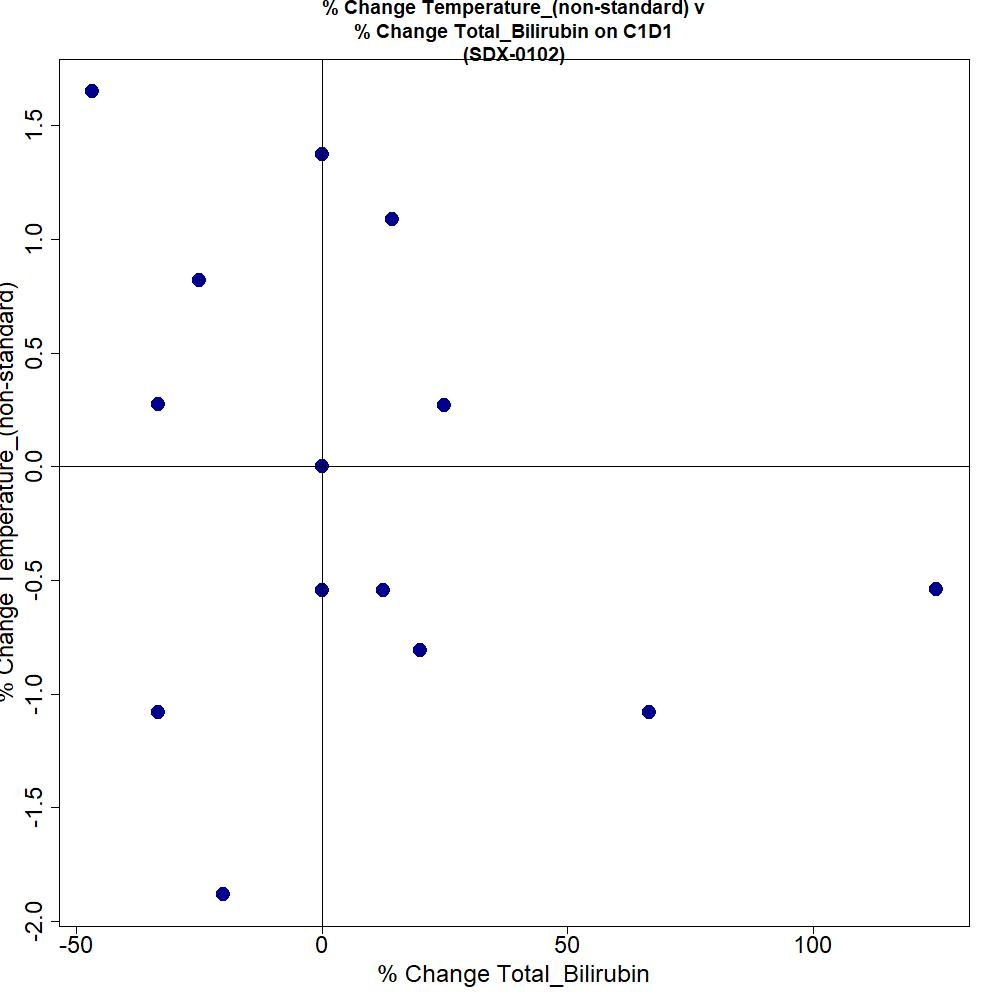 % Change Temperature_(non-standard) v
% Change Total_Bilirubin on C1D1
(SDX-0102)
% Change Temperature_(non-standard)
1.5
1.0
0.5
0.0
-0.5
-1.0
-1.5
-2.0
-50
0
50
100
% Change Total_Bilirubin